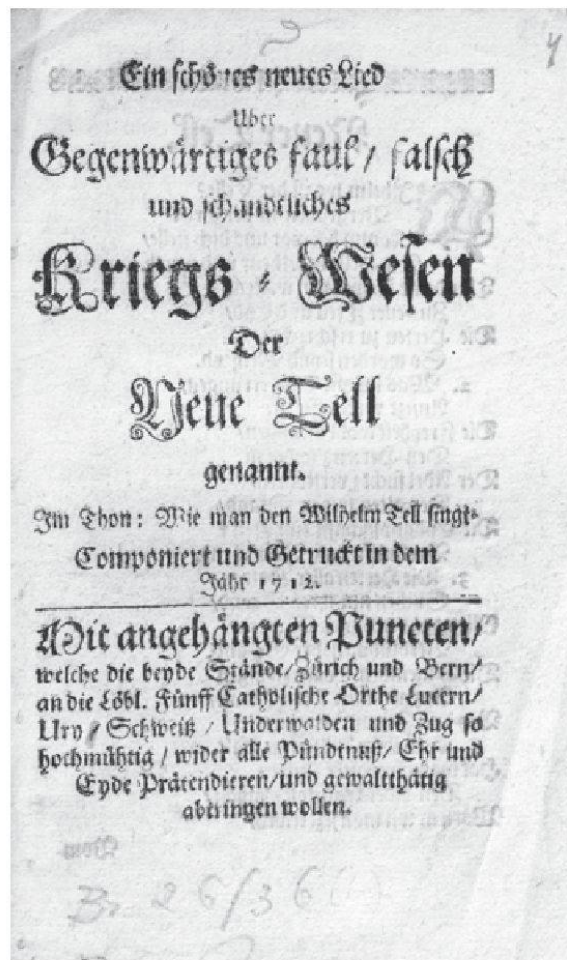 4
Ein schönes neues Lied
Uber
Gegenwärtiges faul / falsch
und schandliches
Kriegs-Wesen
Der
Neue Tell
genannt.
Im Thon: Wie man den Wilhelm Tell singt.
Componiert und Getruckt in dem
Jahr 1712.
Mit angehängten Puncten/
welche die beyde Stände/Zürich und Bern/
an die Löbl. Fünff Catholische Orthe Lucern/
Ury / Schweitz / Underwalden und Zug so
hochmühtig / wider alle Pündtnuß/ Ehr und
Eyde Prätendieren/und gewaltthätig
abtringen wollen.
26/36